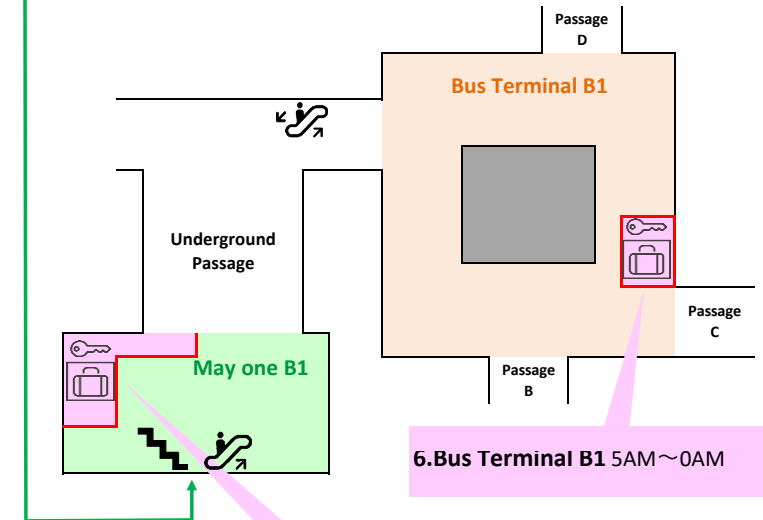 Passage
D
Bus Terminal B1
Underground
Passage
Passage
C
May one B1
Passage
B
6.Bus Terminal B1 5AM～0AM